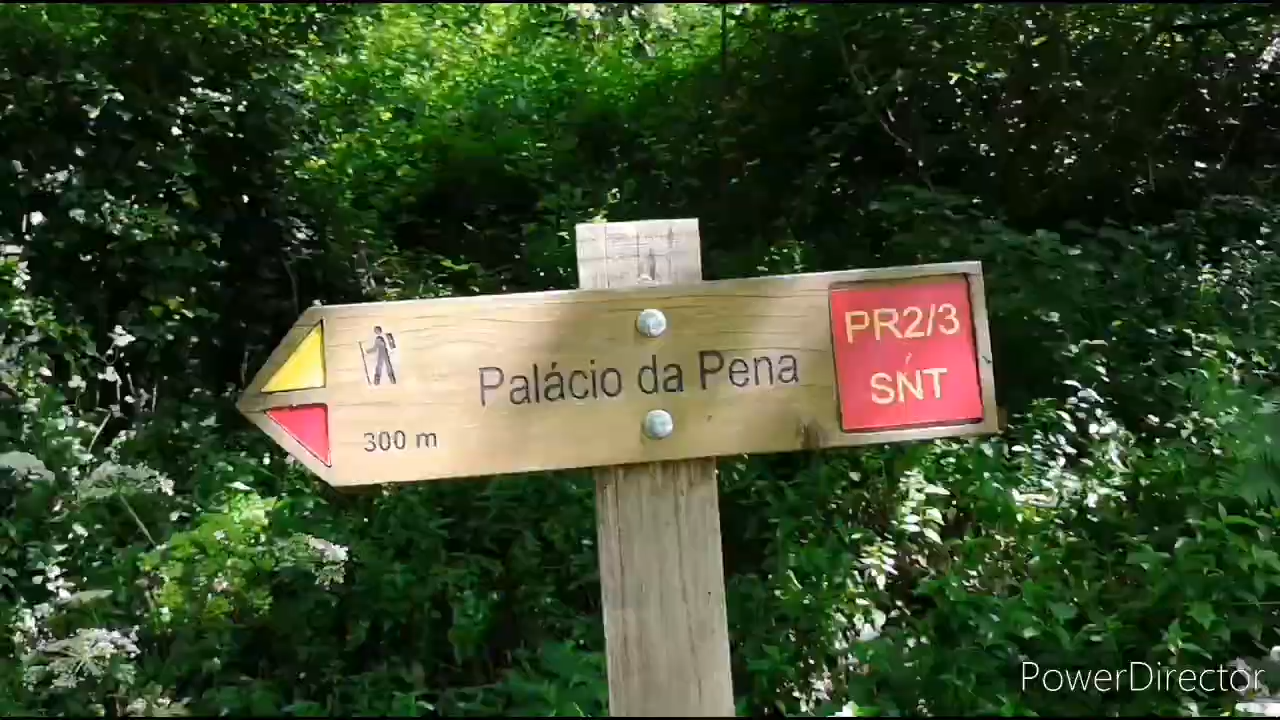 Palácio da Pena
300 m
PR2/3
SNT
PowerDirector